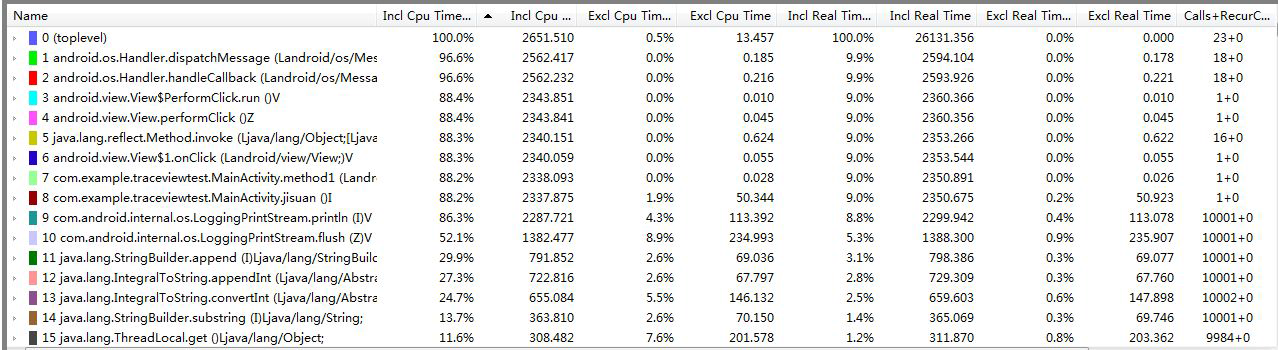 Name Incl Cpu Time... Incl Cpu ... Excl Cpu Tim... Excl Cpu Time Incl Real Tim... Incl Real Time Excl Real Tim... Excl Real Time Calls+RecurC...
0 (toplevel) 100.0% 2651.510 0.5% 13.457 100.0% 26131.356 0.0% 0.000 23+0
1 android.os.Handler.dispatchMessage (Landroid/os/Mes 96.6% 2562.417 0.0% 0.185 9.9% 2594.104 0.0% 0.178 18+0
2 android.os.Handler.handleCallback (Landroid/os/Messa 96.6% 2562.232 0.0% 0.216 9.9% 2593.926 0.0% 0.221 18+0
3 android.view.View$PerformClick.run ()V 88.4% 2343.851 0.0% 0.010 9.0% 2360.366 0.0% 0.010 1+0
4 android.view.View.performClick ()Z 88.4% 2343.841 0.0% 0.045 9.0% 2360.356 0.0% 0.045 1+0
5 java.lang.reflect.Method.invoke (Ljava/lang/Object;[Ljava 88.3% 2340.151 0.0% 0.624 9.0% 2353.266 0.0% 0.622 16+0
6 android.view.View$1.onClick (Landroid/view/View;)V 88.3% 2340.059 0.0% 0.055 9.0% 2353.544 0.0% 0.055 1+0
7 com.example.traceviewtest.MainActivity.method1 (Landr 88.2% 2338.093 0.0% 0.028 9.0% 2350.891 0.0% 0.026 1+0
8 com.example.traceviewtest.MainActivity.jisuan ()I 88.2% 2337.875 1.9% 50.344 9.0% 2350.675 0.2% 50.923 1+0
9 com.android.internal.os.LoggingPrintStream.println (I)V 86.3% 2287.721 4.3% 113.392 8.8% 2299.942 0.4% 113.078 10001+0
10 com.android.internal.os.LoggingPrintStream.flush (Z)V 52.1% 1382.477 8.9% 234.993 5.3% 1388.300 0.9% 235.907 10001+0
11 java.lang.StringBuilder.append (I)Ljava/lang/StringBuilc 29.9% 791.852 2.6% 69.036 3.1% 798.386 0.3% 69.077 10001+0
12 java.lang.IntegralToString.appendInt (Ljava/lang/Abstra 27.3% 722.816 2.6% 67.797 2.8% 729.309 0.3% 67.760 10001+0
13 java.lang.IntegralToString.convertInt (Ljava/lang/Abstra 24.7% 655.084 5.5% 146.132 2.5% 659.603 0.6% 147.898 10002+0
14 java.lang.StringBuilder.substring (I)Ljava/lang/String; 13.7% 363.810 2.6% 70.150 1.4% 365.069 0.3% 69.746 10001+0
15 java.lang.ThreadLocal.get ()Ljava/lang/Object; 11.6% 308.482 7.6% 201.578 1.2% 311.870 0.8% 203.362 9984+0